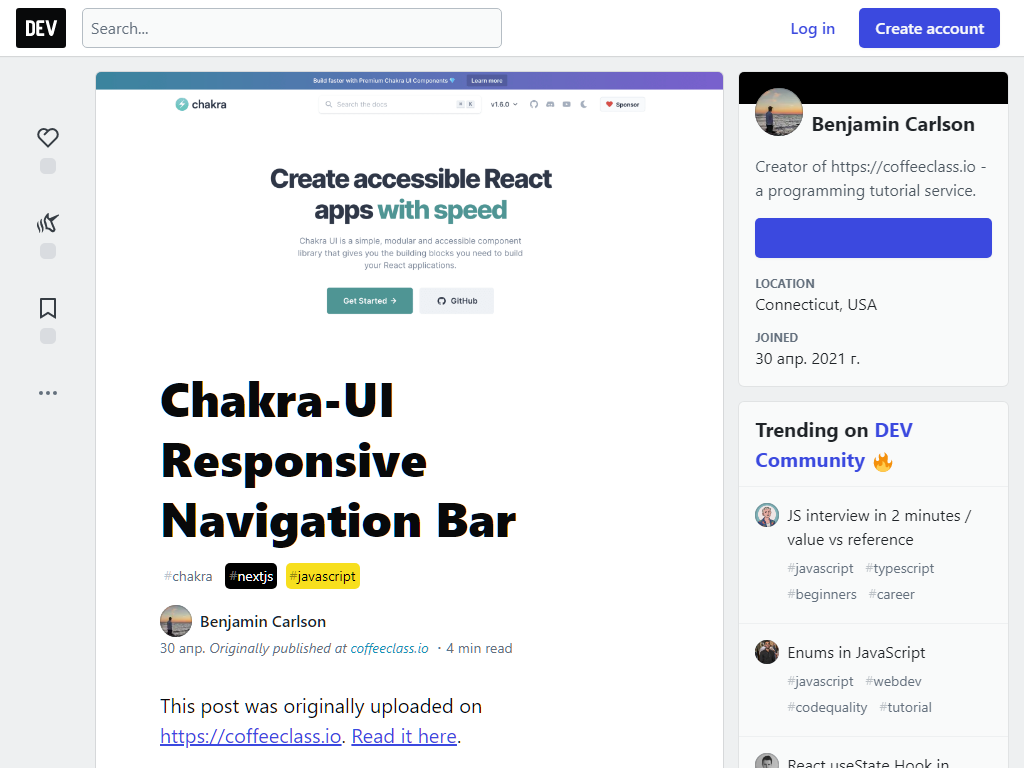 DEV
Search...
Log in
Create account
Build faster with Premium Chakra UI Components 💎 Learn more
chakra
Search the docs
v1.6.0
Sponsor
Create accessible React
apps with speed
Chakra UI is a simple, modular and accessible component
library that gives you the building blocks you need to build
your React applications.
Get Started →
GitHub
Chakra-UI
Responsive
Navigation Bar
#chakra #nextjs #javascript
Benjamin Carlson
30 апр. Originally published at coffeeclass.io ・4 min read
This post was originally uploaded on
https://coffeeclass.io. Read it here.
Benjamin Carlson
Creator of https://coffeeclass.io -
a programming tutorial service.
LOCATION
Connecticut, USA
JOINED
30 апр. 2021 г.
Trending on DEV
Community 🔥
JS interview in 2 minutes /
value vs reference
#javascript #typescript
#beginners #career
Enums in JavaScript
#javascript #webdev
#codequality #tutorial
React useState Hook in